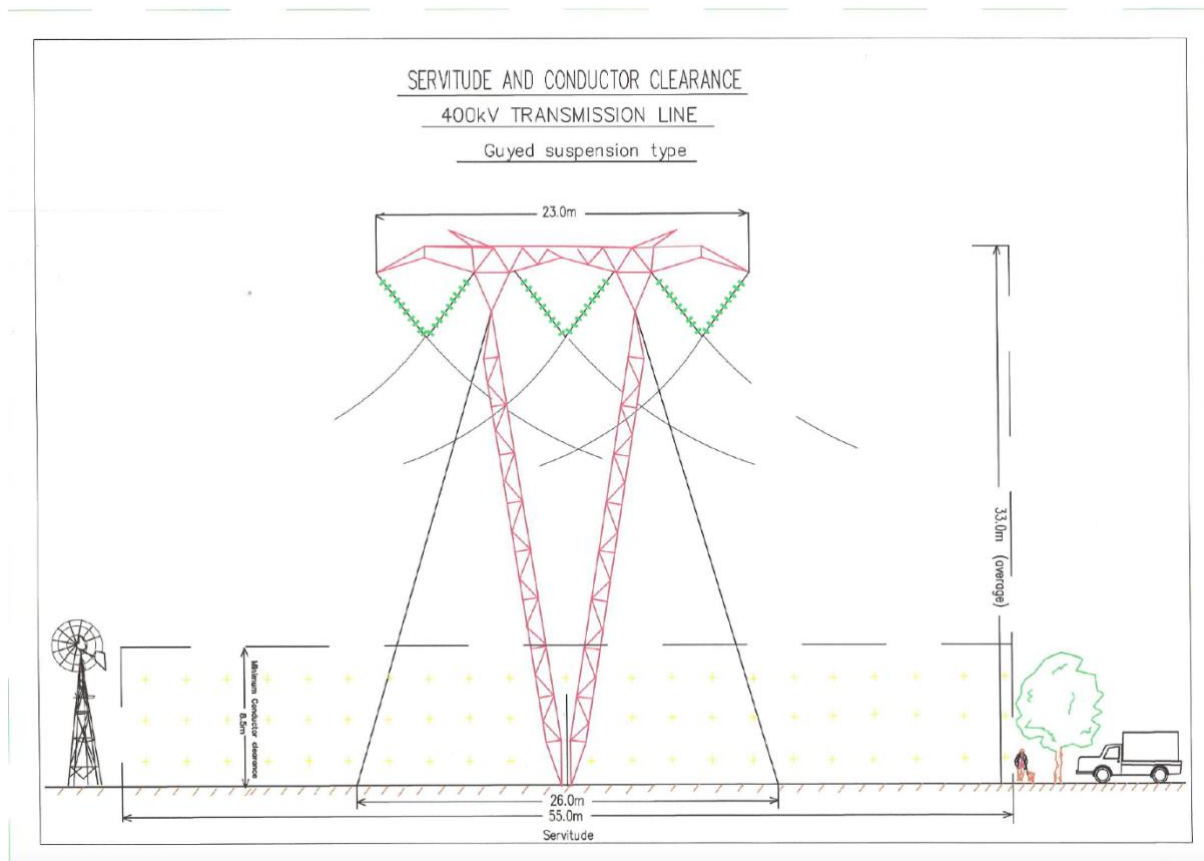 SERVITUDE AND CONDUCTOR CLEARANCE
400kV TRANSMISSION LINE
Guyed suspension type
23.0m
33.0m (average)
Minimum Conductor clearance
8.5m
26.0m
55.0m
Servitude